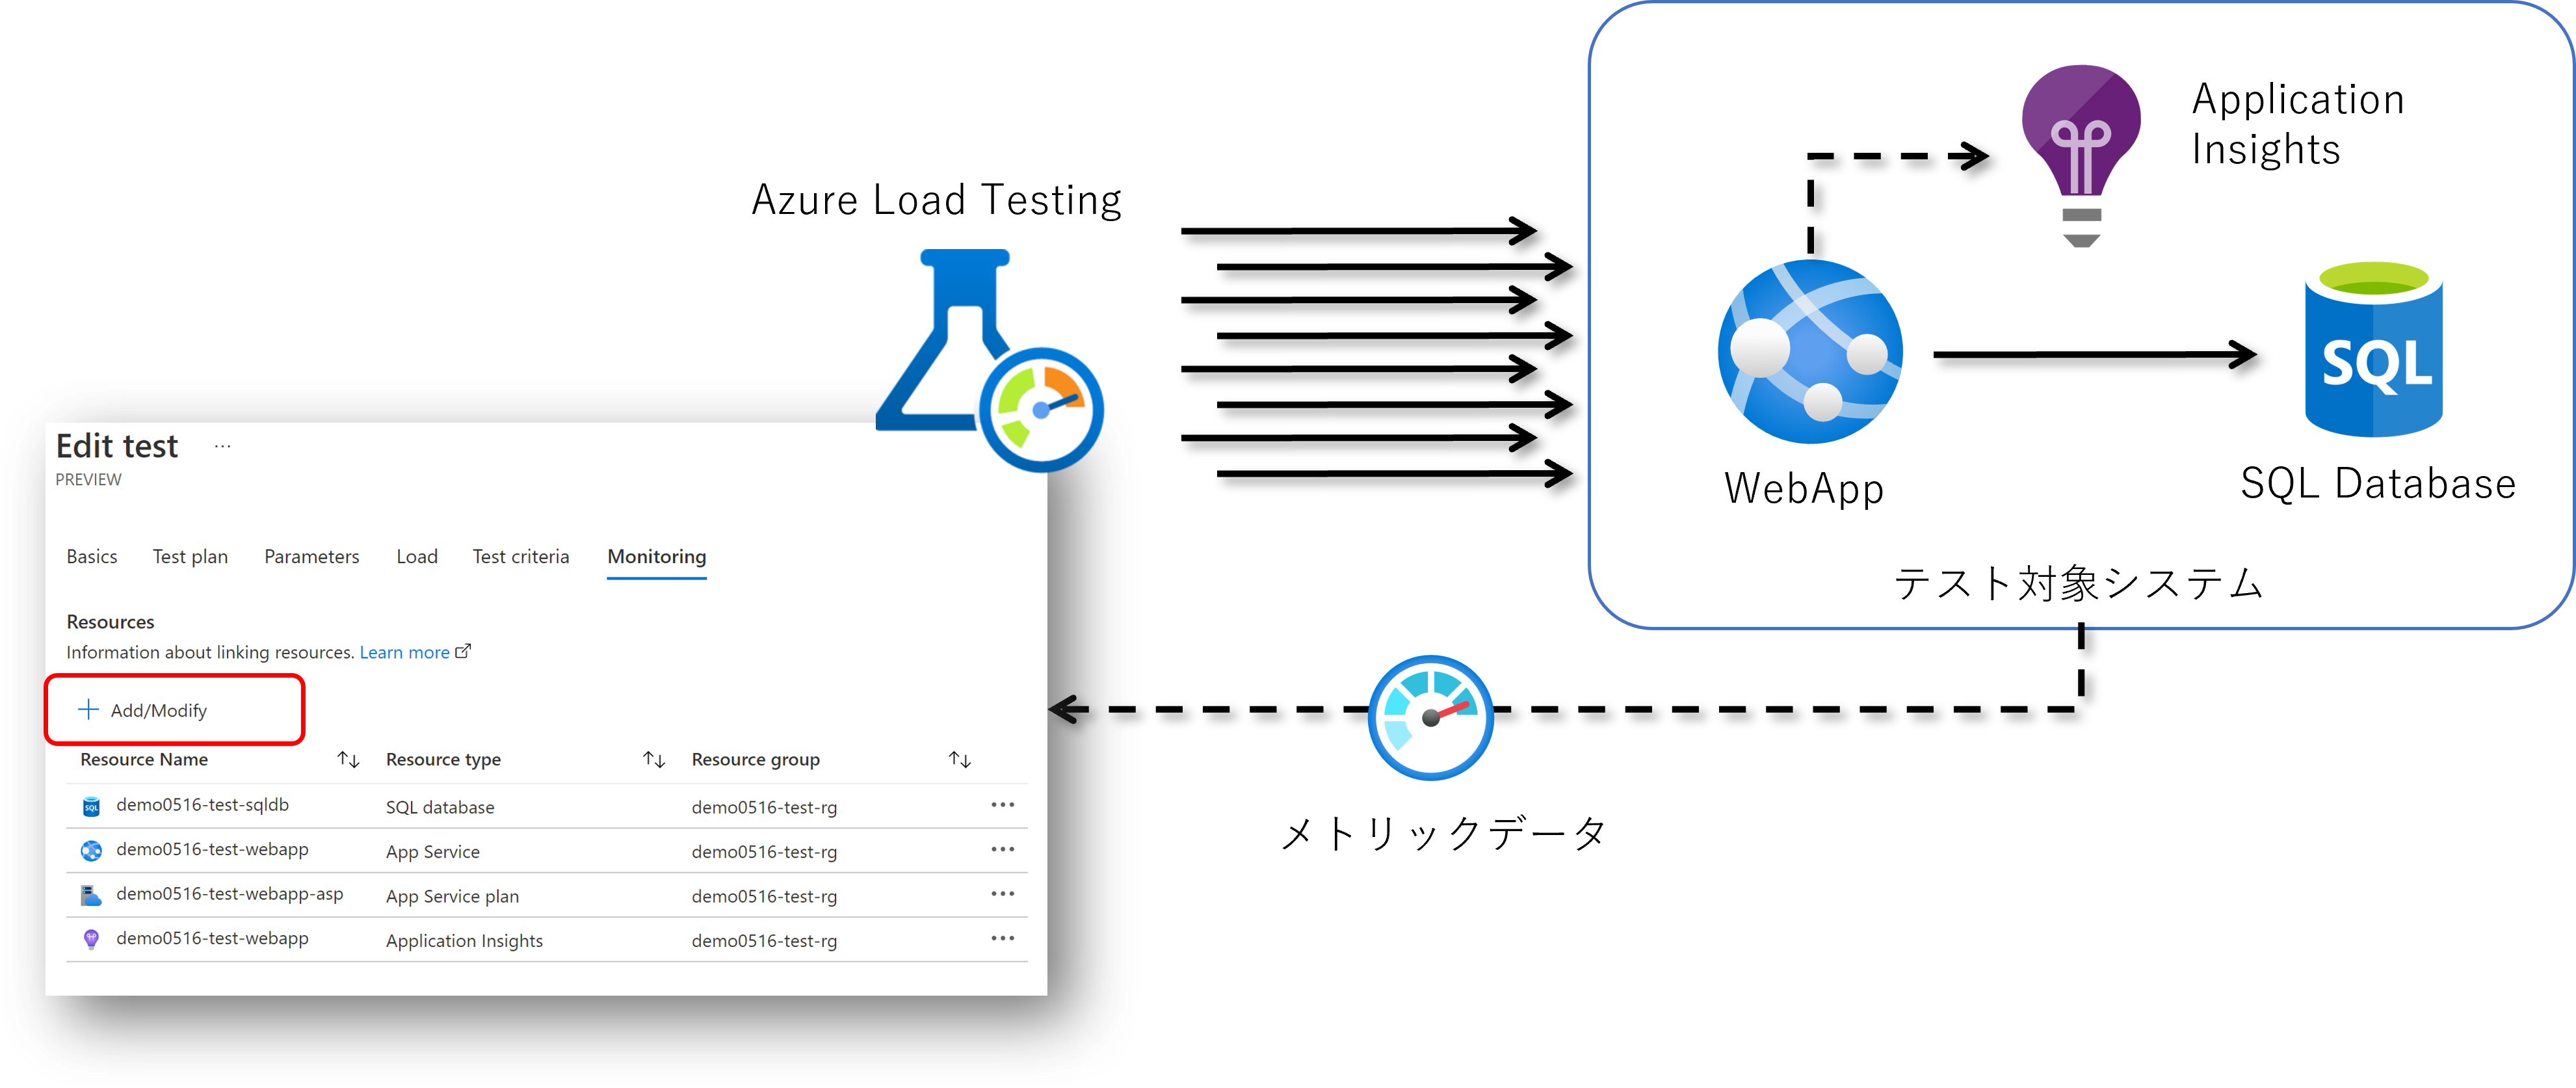 Application
Insights
Azure Load Testing
SQL
WebApp
SQL Database
テスト対象システム
メトリックデータ
Edit test ...
PREVIEW
Basics Test plan Parameters Load Test criteria Monitoring
Resources
Information about linking resources. Learn more
+ Add/Modify
Resource Name ↑↓ Resource type ↑↓ Resource group ↑↓
SQL demo0516-test-sqldb SQL database demo0516-test-rg ...
demo0516-test-webapp App Service demo0516-test-rg ...
demo0516-test-webapp-asp App Service plan demo0516-test-rg ...
demo0516-test-webapp Application Insights demo0516-test-rg ...